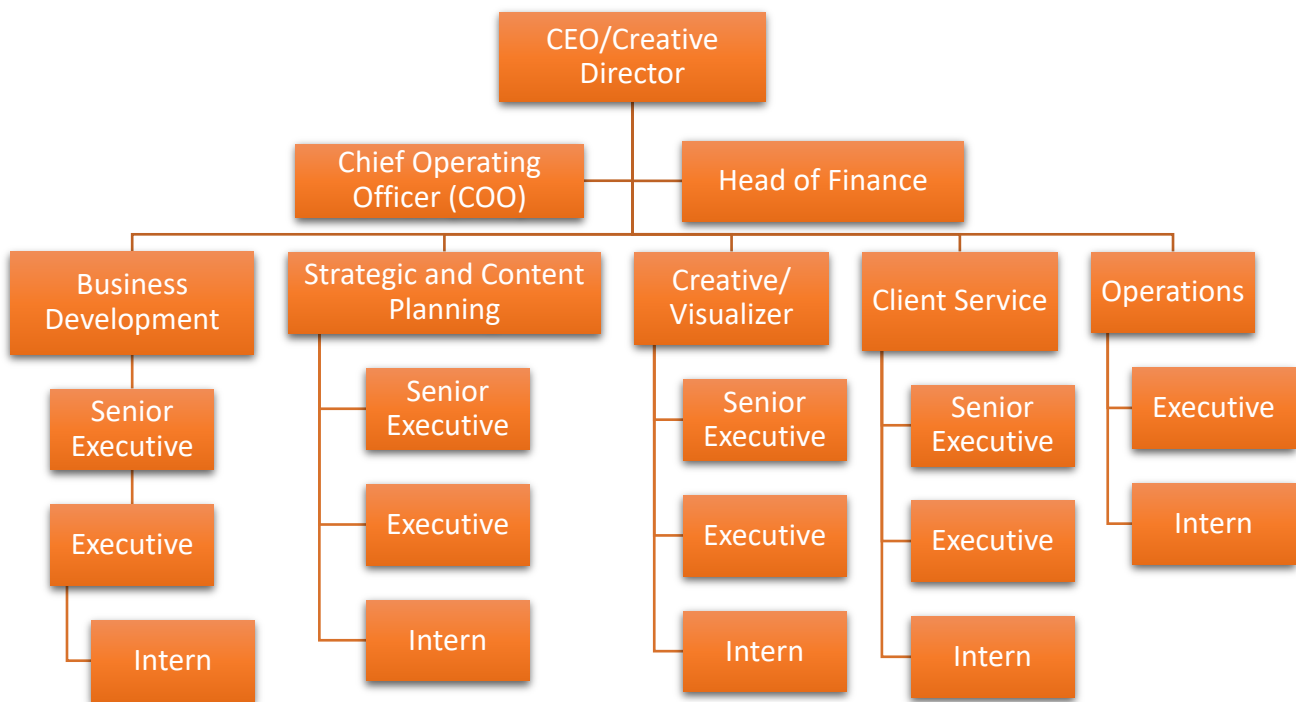 CEO/Creative
Director
Chief Operating
Officer (COO)
Head of Finance
Business
Development
Strategic and Content
Planning
Creative/
Visualizer
Client Service
Operations
Senior
Executive
Executive
Intern
Senior
Executive
Executive
Intern
Senior
Executive
Executive
Intern
Senior
Executive
Executive
Intern
Executive
Intern